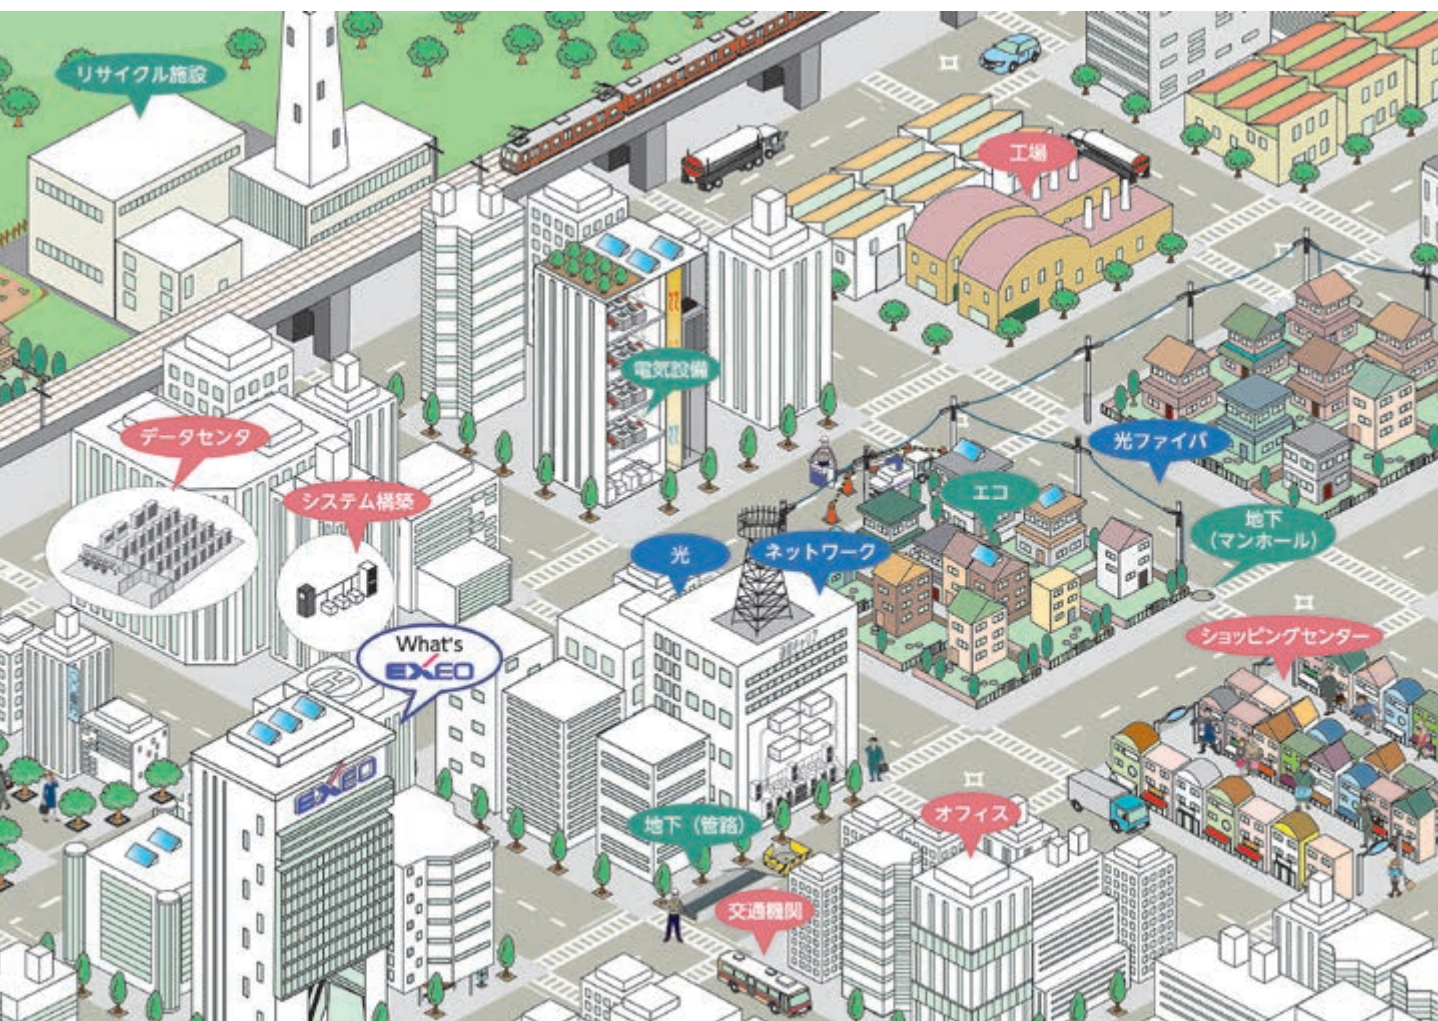 リサイクル施設
工場
電気設備
データセンタ
光ファイバ
システム構築
エコ
地下
(マンホール)
光
ネットワーク
ショッピングセンター
What's
EXEO
EXEO
地下（管路）
オフィス
交通機関